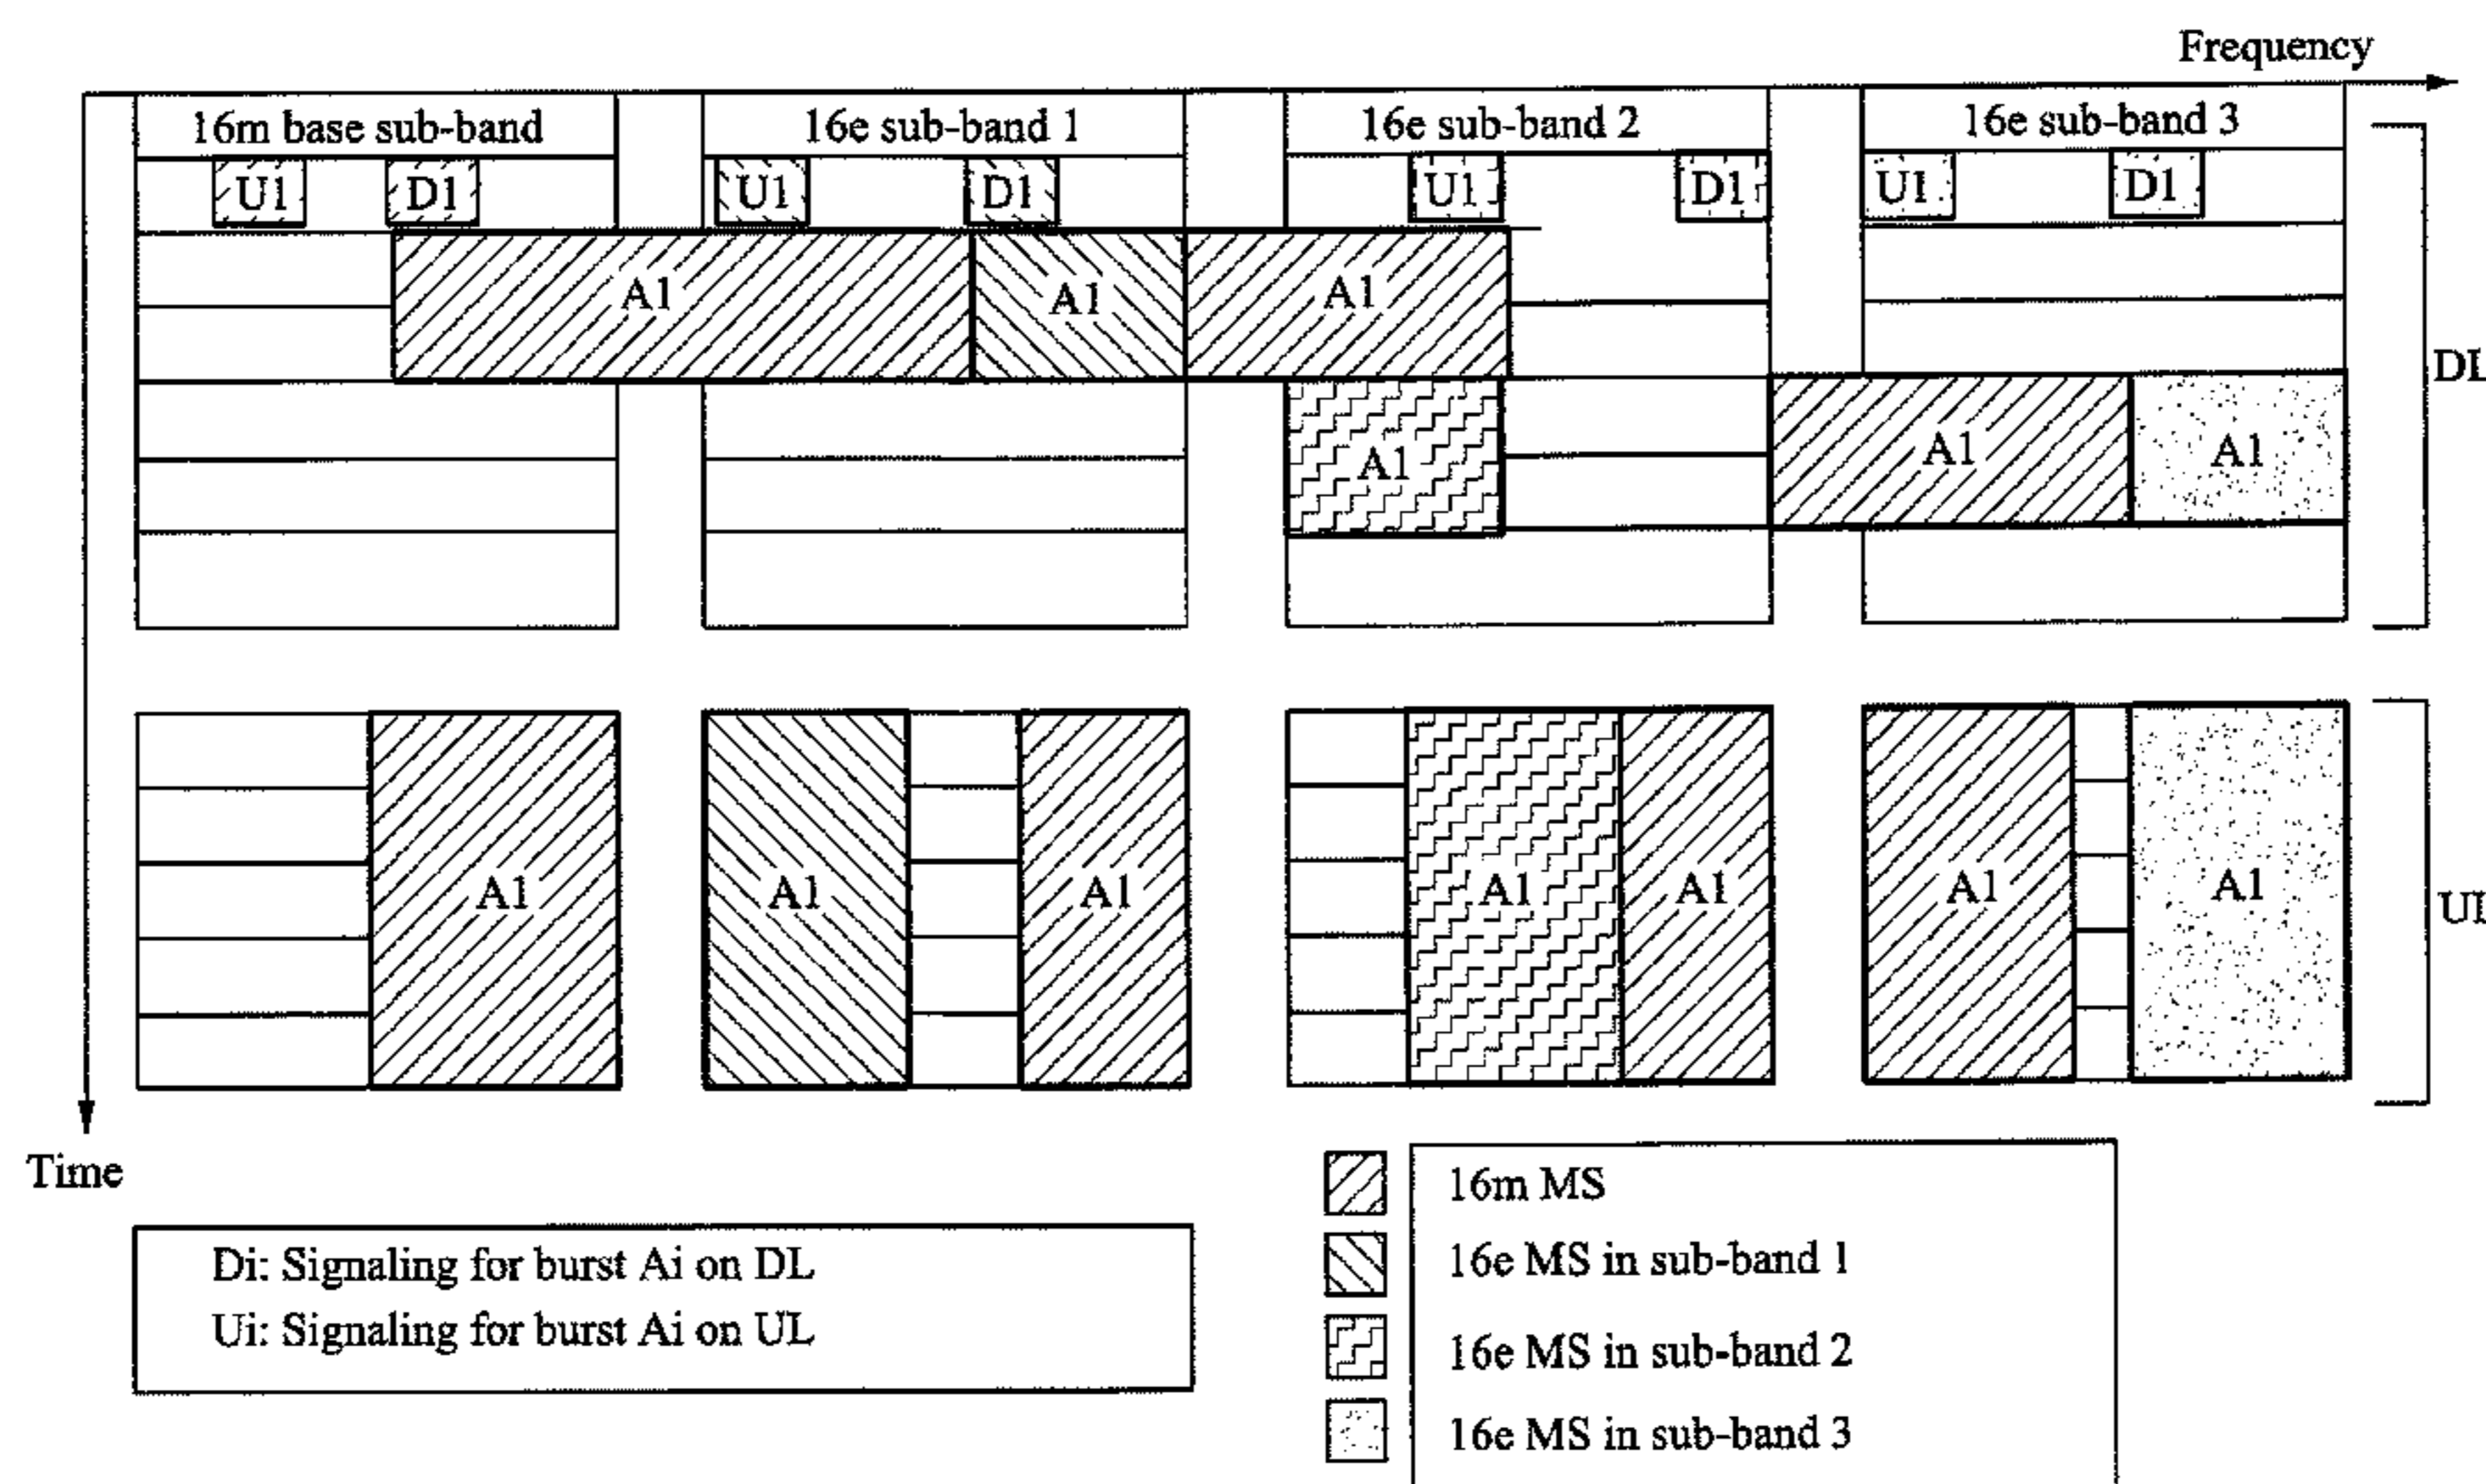 Frequency
16m base sub-band
16e sub-band 1
16e sub-band 2
16e sub-band 3
U1
D1
U1
D1
U1
D1
U1
D1
A1
A1
A1
DL
A1
A1
A1
A1
A1
A1
A1
A1
A1
A1
UL
Time
Di: Signaling for burst Ai on DL
Ui: Signaling for burst Ai on UL
16m MS
16e MS in sub-band 1
16e MS in sub-band 2
16e MS in sub-band 3